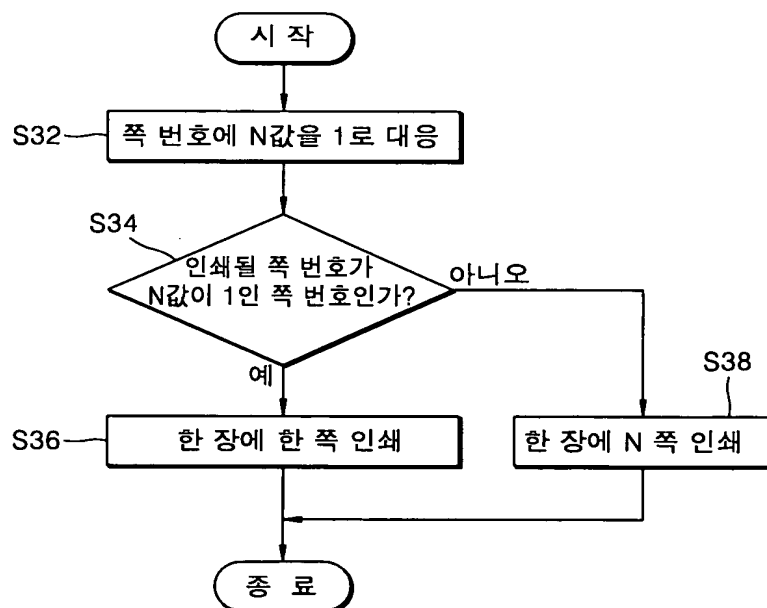 시 작
S32
쪽 번호에 N값을 1로 대응
S34
인쇄될 쪽 번호가
N값이 1인 쪽 번호인가?
아니오
예
S38
S36
한 장에 한 쪽 인쇄
한 장에 N 쪽 인쇄
종 료